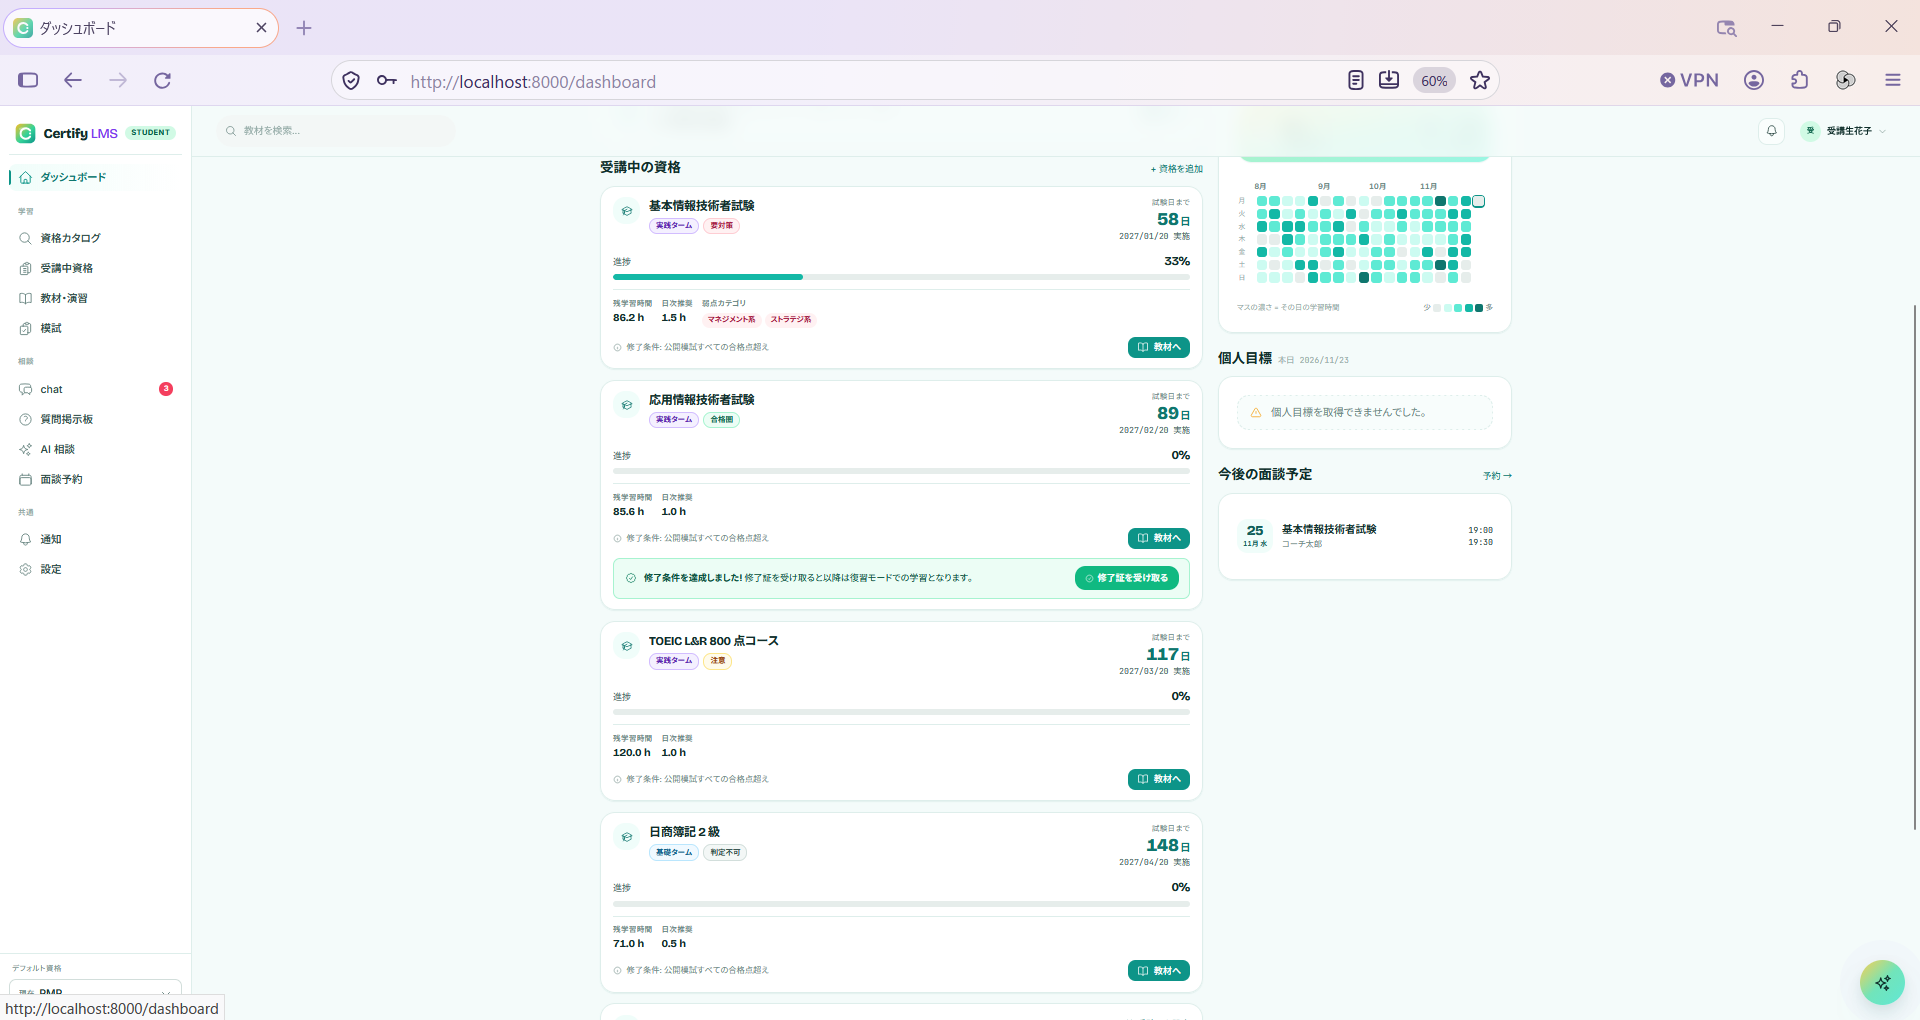 ダッシュボード
http://localhost:8000/dashboard
60%
VPN
Certify LMS STUDENT
教材を検索...
受 受講生花子
ダッシュボード
学習
資格カタログ
受講中資格
教材・演習
模試
相談
chat 3
質問掲示板
AI 相談
面談予約
共通
通知
設定
デフォルト資格
現在 PMP
http://localhost:8000/dashboard
受講中の資格
+ 資格を追加
基本情報技術者試験
実践ターム 要対策
試験日まで
58日
2027/01/20 実施
進捗 33%
残学習時間 日次推奨 弱点カテゴリ
86.2 h 1.5 h マネジメント系 ストラテジ系
修了条件: 公開模試すべての合格点超え
教材へ
応用情報技術者試験
実践ターム 合格圏
試験日まで
89日
2027/02/20 実施
進捗 0%
残学習時間 日次推奨
85.6 h 1.0 h
修了条件: 公開模試すべての合格点超え
教材へ
修了条件を達成しました! 修了証を受け取ると以降は復習モードでの学習となります。
修了証を受け取る
TOEIC L&R 800 点コース
実践ターム 注意
試験日まで
117日
2027/03/20 実施
進捗 0%
残学習時間 日次推奨
120.0 h 1.0 h
修了条件: 公開模試すべての合格点超え
教材へ
日商簿記 2 級
基礎ターム 判定不可
試験日まで
148日
2027/04/20 実施
進捗 0%
残学習時間 日次推奨
71.0 h 0.5 h
修了条件: 公開模試すべての合格点超え
教材へ
8月 9月 10月 11月
月
火
水
木
金
土
日
マスの濃さ = その日の学習時間
少 多
個人目標 本日 2026/11/23
個人目標を取得できませんでした。
今後の面談予定
予約 →
25
11月 水
基本情報技術者試験
コーチ太郎
19:00
19:30